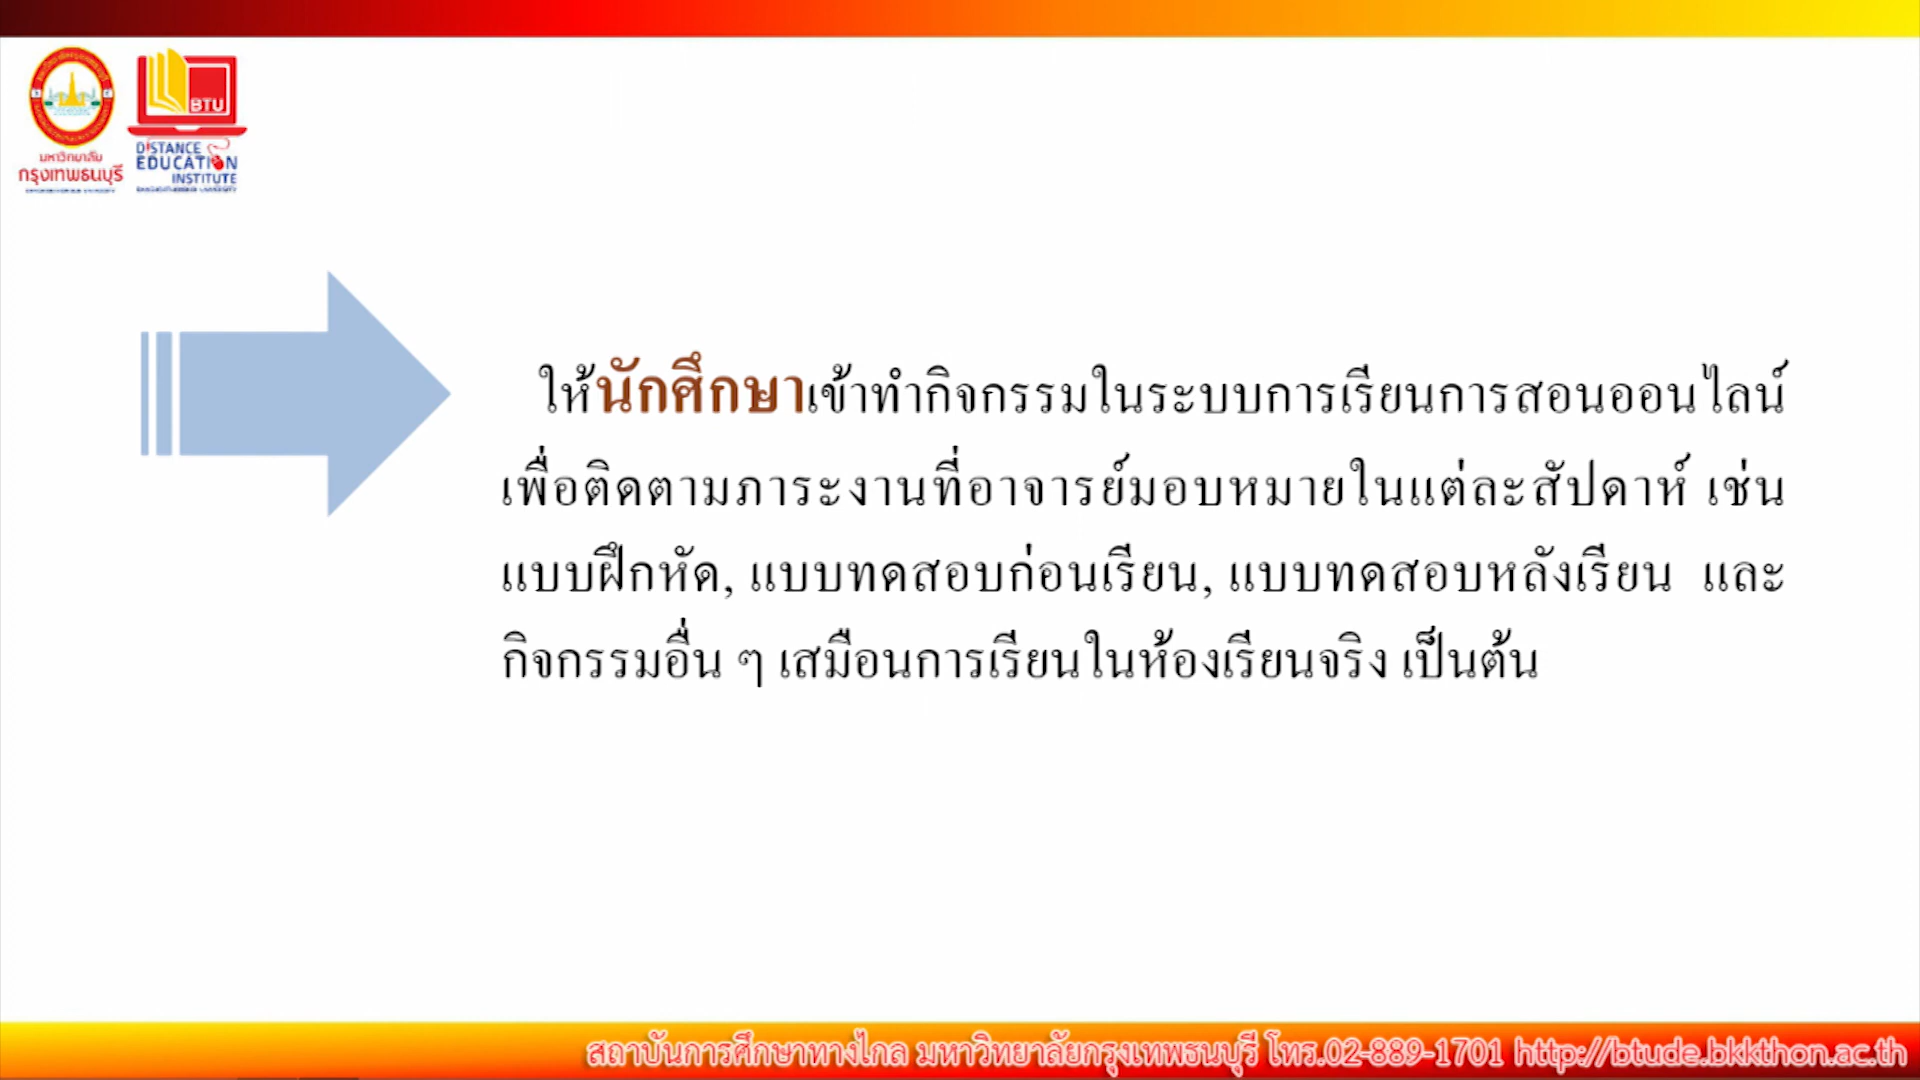 มหาวิทยาลัย
กรุงเทพธนบุรี
BTU
DISTANCE
EDUCATION
INSTITUTE
ให้นักศึกษาเข้าทำกิจกรรมในระบบการเรียนการสอนออนไลน์
เพื่อติดตามภาระงานที่อาจารย์มอบหมายในแต่ละสัปดาห์ เช่น
แบบฝึกหัด, แบบทดสอบก่อนเรียน, แบบทดสอบหลังเรียน และ
กิจกรรมอื่น ๆ เสมือนการเรียนในห้องเรียนจริง เป็นต้น
สถาบันการศึกษาทางไกล มหาวิทยาลัยกรุงเทพธนบุรี โทร.02-889-1701 http://btude.bkkthon.ac.th